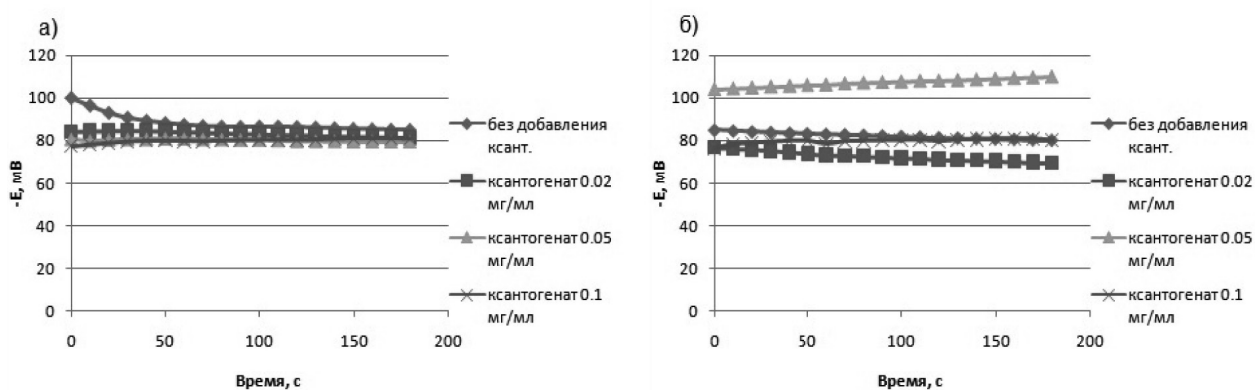 а)
120
100
80
60
40
20
0
-Е, мВ
0
50
100
150
200
Время, с
без добавления
ксант.
ксантогенат 0.02
мг/мл
ксантогенат 0.05
мг/мл
ксантогенат 0.1
мг/мл
б)
120
100
80
60
40
20
0
-Е, мВ
0
50
100
150
200
Время, с
без добавления
ксант.
ксантогенат 0.02
мг/мл
ксантогенат 0.05
мг/мл
ксантогенат 0.1
мг/мл